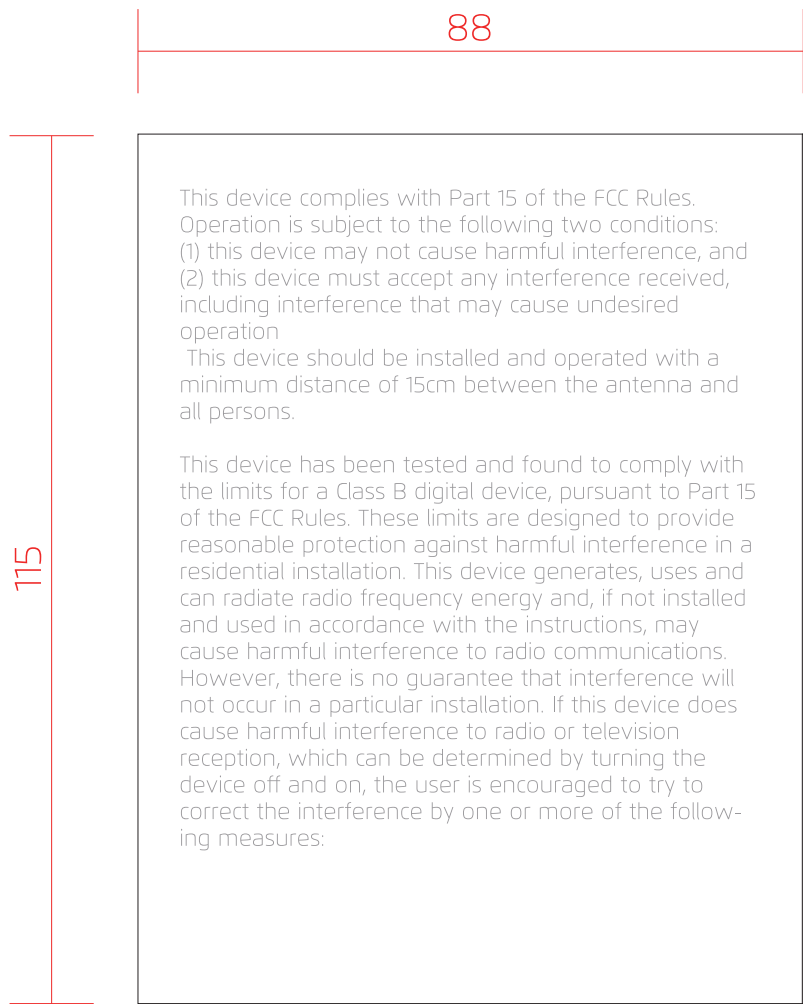 88
115
This device complies with Part 15 of the FCC Rules.
Operation is subject to the following two conditions:
(1) this device may not cause harmful interference, and
(2) this device must accept any interference received,
including interference that may cause undesired
operation
This device should be installed and operated with a
minimum distance of 15cm between the antenna and
all persons.
This device has been tested and found to comply with
the limits for a Class B digital device, pursuant to Part 15
of the FCC Rules. These limits are designed to provide
reasonable protection against harmful interference in a
residential installation. This device generates, uses and
can radiate radio frequency energy and, if not installed
and used in accordance with the instructions, may
cause harmful interference to radio communications.
However, there is no guarantee that interference will
not occur in a particular installation. If this device does
cause harmful interference to radio or television
reception, which can be determined by turning the
device off and on, the user is encouraged to try to
correct the interference by one or more of the follow-
ing measures: